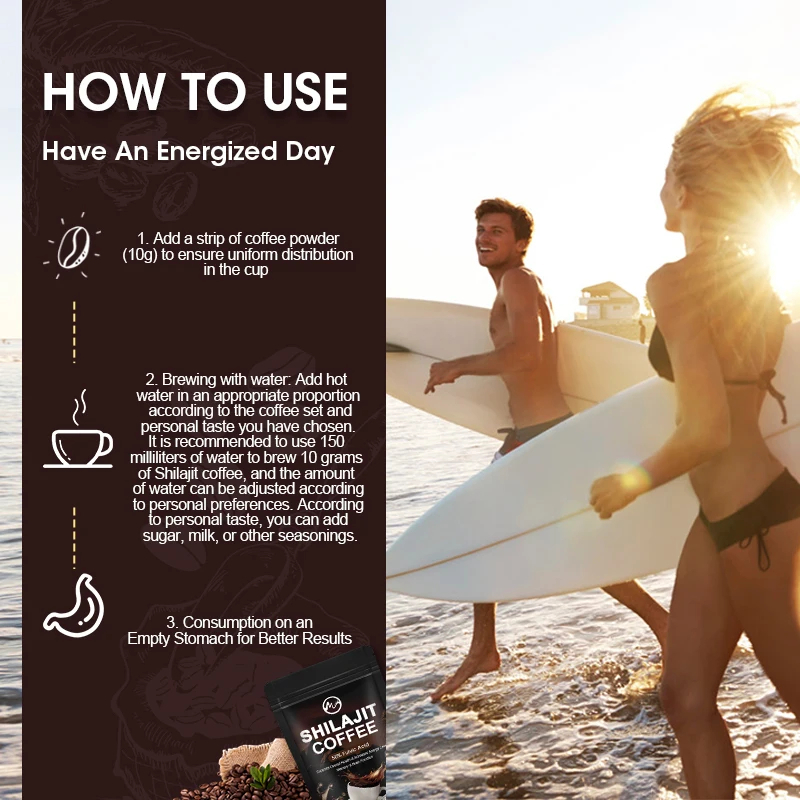 HOW TO USE
Have An Energized Day
1. Add a strip of coffee powder
(10g) to ensure uniform distribution
in the cup
2. Brewing with water: Add hot
water in an appropriate proportion
according to the coffee set and
personal taste you have chosen.
It is recommended to use 150
milliliters of water to brew 10 grams
of Shilajit coffee, and the amount
of water can be adjusted according
to personal preferences. According
to personal taste, you can add
sugar, milk, or other seasonings.
3. Consumption on an
Empty Stomach for Better Results
SHILAJIT
COFFEE
50% Fulvic Acid